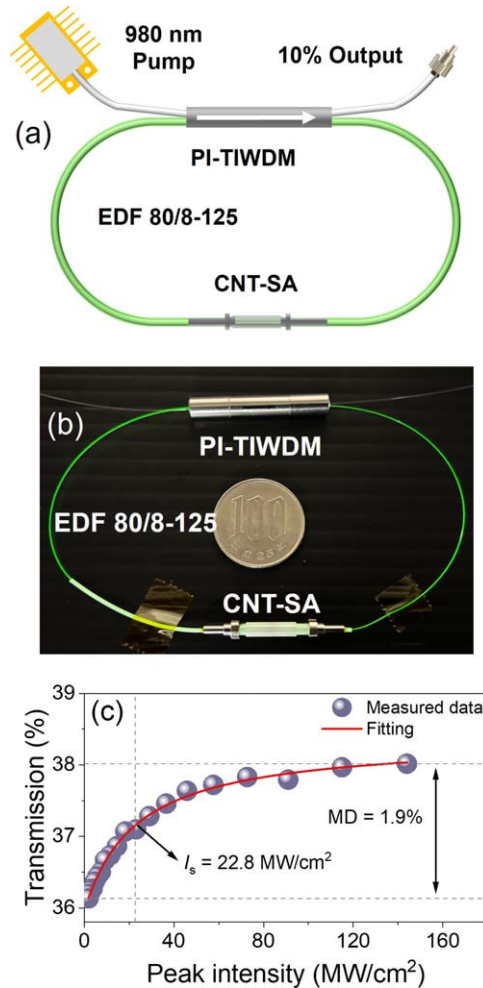 980 nm
Pump
10% Output
(a)
PI-TIWDM
EDF 80/8-125
CNT-SA
(b)
PI-TIWDM
EDF 80/8-125
100
CNT-SA
(c)
39
38
37
36
Transmission (%)
Measured data
Fitting
MD = 1.9%
Iₛ = 22.8 MW/cm²
0
40
80
120
160
Peak intensity (MW/cm²)